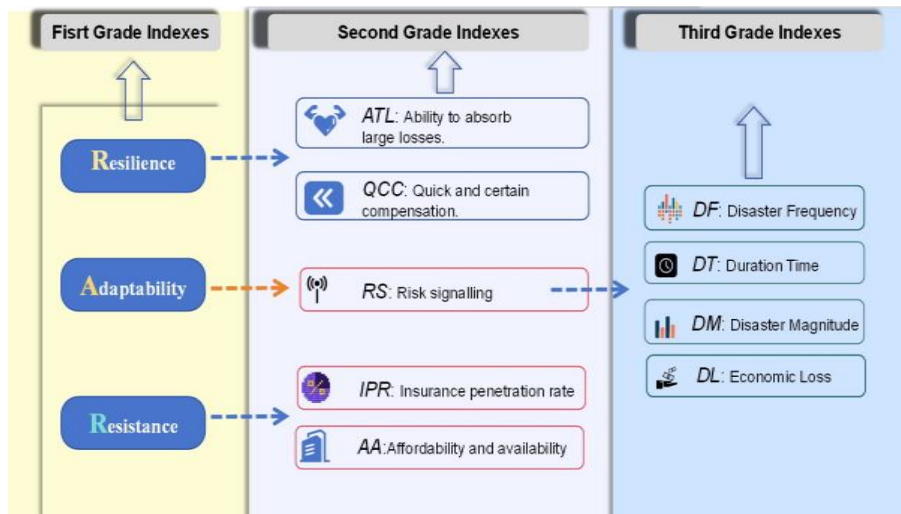 Fisrt Grade Indexes
Second Grade Indexes
Third Grade Indexes
Resilience
Adaptability
Resistance
ATL: Ability to absorb
large losses.
QCC: Quick and certain
compensation.
RS: Risk signalling
IPR: Insurance penetration rate
AA:Affordability and availability
DF: Disaster Frequency
DT: Duration Time
DM: Disaster Magnitude
DL: Economic Loss